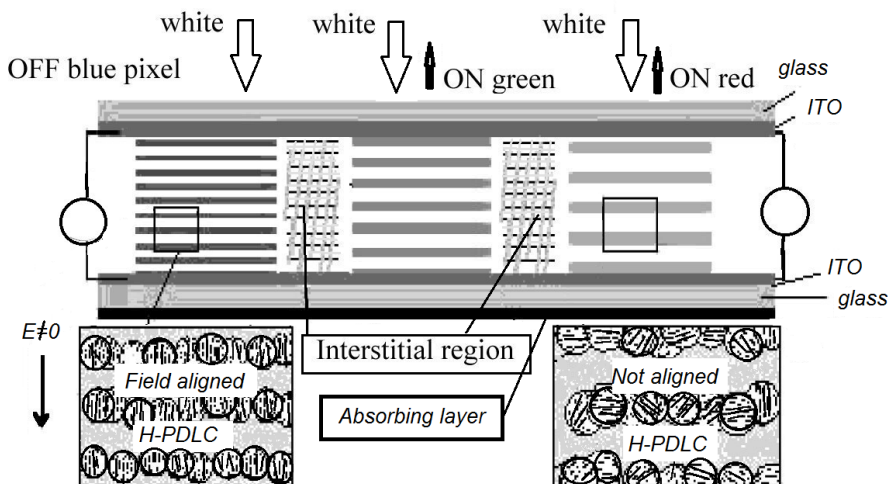 white
white
white
OFF blue pixel
ON green
ON red
glass
ITO
ITO
glass
E≠0
Interstitial region
Absorbing layer
Field aligned
H-PDLC
Not aligned
H-PDLC